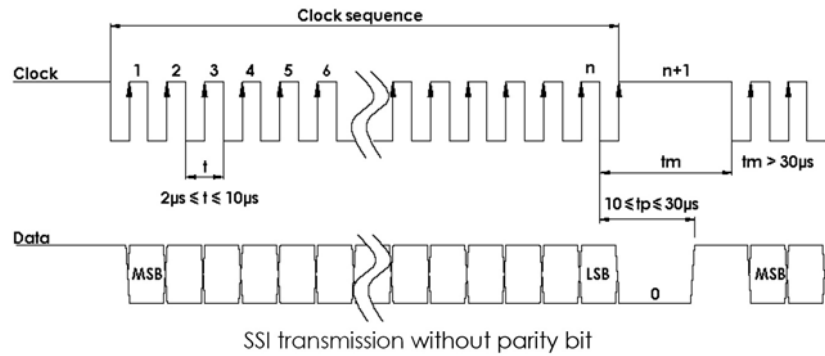 Clock sequence
1 2 3 4 5 6 n n+1
Clock
t tm tm > 30µs
2µs ⩽ t ⩽ 10µs
10 ⩽ tp ⩽ 30µs
Data
MSB LSB 0 MSB
SSI transmission without parity bit